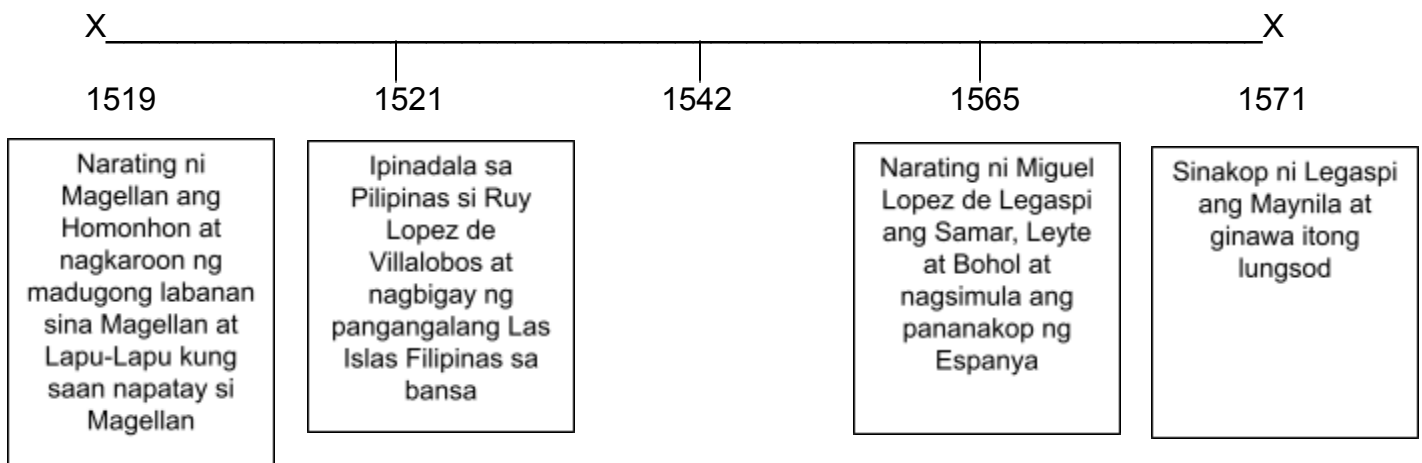 X X
1519 1521 1542 1565 1571
Narating ni
Magellan ang
Homonhon at
nagkaroon ng
madugong labanan
sina Magellan at
Lapu-Lapu kung
saan napatay si
Magellan
Ipinadala sa
Pilipinas si Ruy
Lopez de
Villalobos at
nagbigay ng
pangangalang Las
Islas Filipinas sa
bansa
Narating ni Miguel
Lopez de Legaspi
ang Samar, Leyte
at Bohol at
nagsimula ang
pananakop ng
Espanya
Sinakop ni Legaspi
ang Maynila at
ginawa itong
lungsod